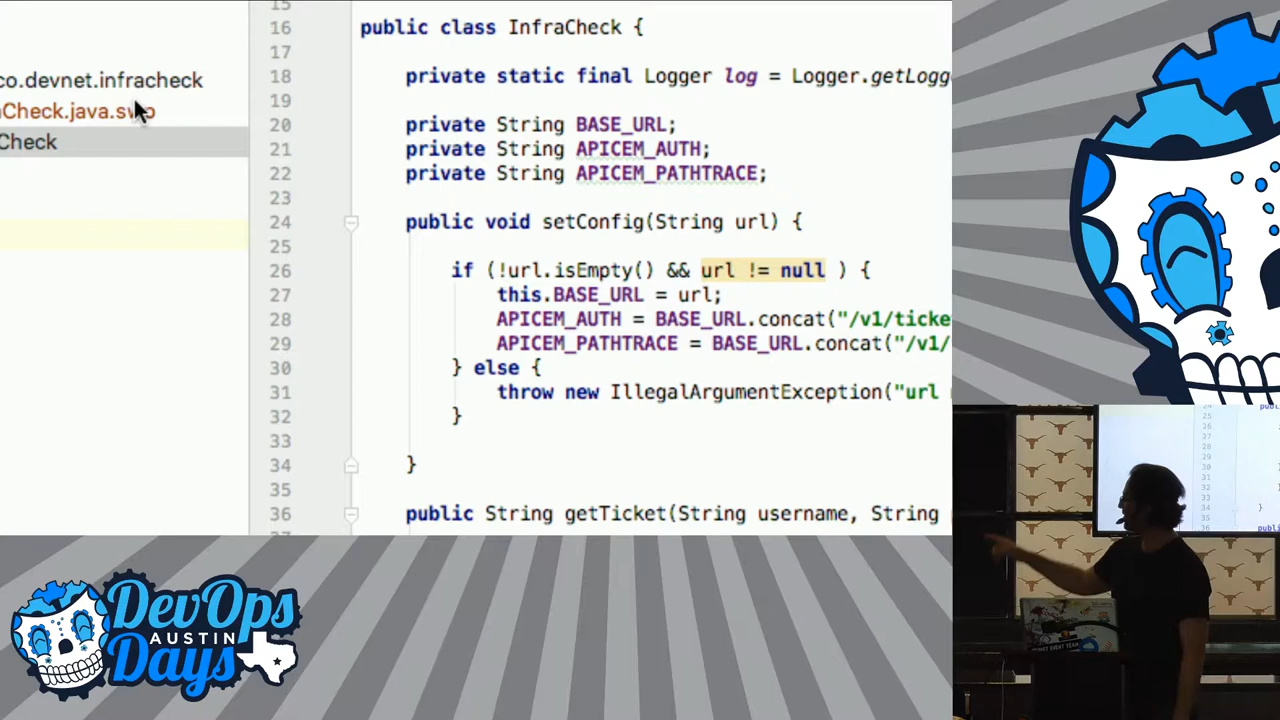 co.devnet.infracheck
Check.java.swp
Check
15
16 public class InfraCheck {
17
18 private static final Logger log = Logger.getLogg
19
20 private String BASE_URL;
21 private String APICEM_AUTH;
22 private String APICEM_PATHTRACE;
23
24 public void setConfig(String url) {
25
26 if (!url.isEmpty() && url != null ) {
27 this.BASE_URL = url;
28 APICEM_AUTH = BASE_URL.concat("/v1/ticke
29 APICEM_PATHTRACE = BASE_URL.concat("/v1/
30 } else {
31 throw new IllegalArgumentException("url
32 }
33
34 }
35
36 public String getTicket(String username, String
DevOps
AUSTIN
Days